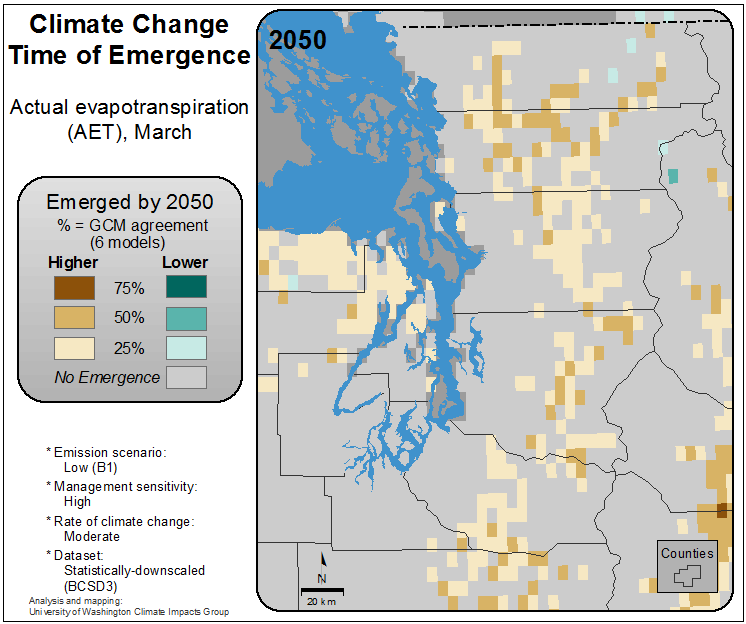 Climate Change
Time of Emergence
Actual evapotranspiration
(AET), March
Emerged by 2050
% = GCM agreement
(6 models)
Higher Lower
75%
50%
25%
No Emergence
* Emission scenario:
Low (B1)
* Management sensitivity:
High
* Rate of climate change:
Moderate
* Dataset:
Statistically-downscaled
(BCSD3)
Analysis and mapping:
University of Washington Climate Impacts Group
2050
N
20 km
Counties